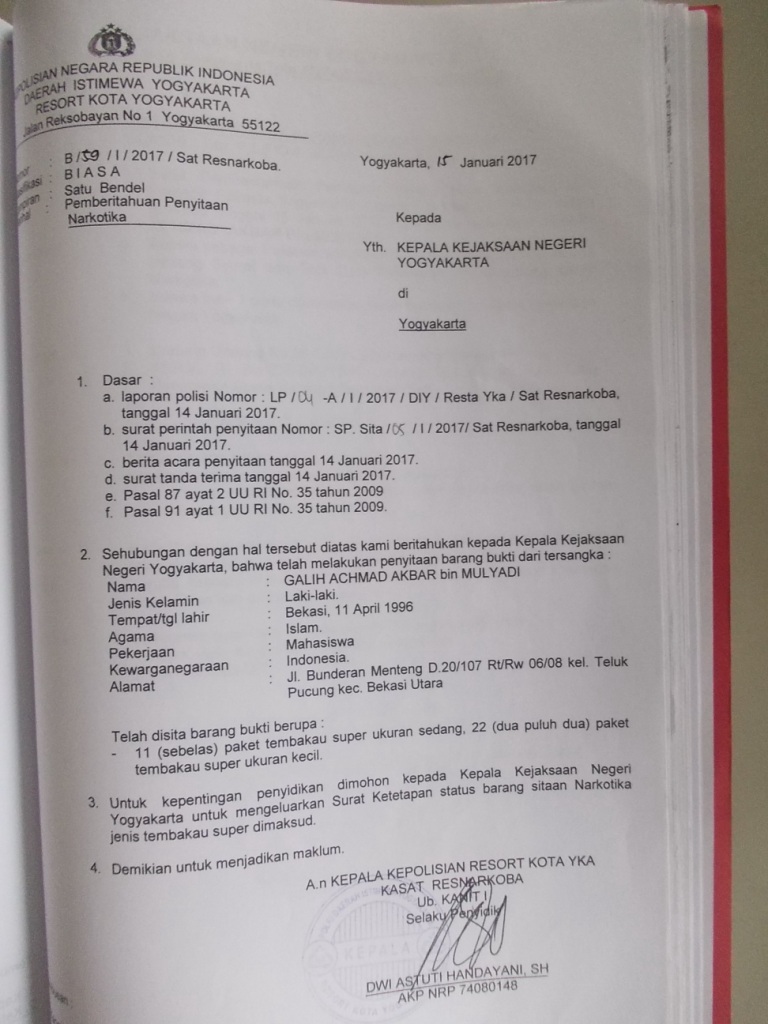 POLISIAN NEGARA REPUBLIK INDONESIA
DAERAH ISTIMEWA YOGYAKARTA
RESORT KOTA YOGYAKARTA
Jalan Reksobayan No 1 Yogyakarta 55122
: B / 59 / I / 2017 / Sat Resnarkoba.
: B I A S A
: Satu Bendel
: Pemberitahuan Penyitaan
Narkotika
Yogyakarta, 15 Januari 2017
Kepada
Yth. KEPALA KEJAKSAAN NEGERI
YOGYAKARTA
di
Yogyakarta
1. Dasar :
a. laporan polisi Nomor : LP / 04 -A / I / 2017 / DIY / Resta Yka / Sat Resnarkoba,
tanggal 14 Januari 2017.
b. surat perintah penyitaan Nomor : SP. Sita / 05 / I / 2017/ Sat Resnarkoba, tanggal
14 Januari 2017.
c. berita acara penyitaan tanggal 14 Januari 2017.
d. surat tanda terima tanggal 14 Januari 2017.
e. Pasal 87 ayat 2 UU RI No. 35 tahun 2009
f. Pasal 91 ayat 1 UU RI No. 35 tahun 2009.
2. Sehubungan dengan hal tersebut diatas kami beritahukan kepada Kepala Kejaksaan
Negeri Yogyakarta, bahwa telah melakukan penyitaan barang bukti dari tersangka :
Nama : GALIH ACHMAD AKBAR bin MULYADI
Jenis Kelamin : Laki-laki.
Tempat/tgl lahir : Bekasi, 11 April 1996
Agama : Islam.
Pekerjaan : Mahasiswa
Kewarganegaraan : Indonesia.
Alamat : Jl. Bunderan Menteng D.20/107 Rt/Rw 06/08 kel. Teluk
Pucung kec. Bekasi Utara
Telah disita barang bukti berupa :
- 11 (sebelas) paket tembakau super ukuran sedang, 22 (dua puluh dua) paket
tembakau super ukuran kecil.
3. Untuk kepentingan penyidikan dimohon kepada Kepala Kejaksaan Negeri
Yogyakarta untuk mengeluarkan Surat Ketetapan status barang sitaan Narkotika
jenis tembakau super dimaksud.
4. Demikian untuk menjadikan maklum.
A.n KEPALA KEPOLISIAN RESORT KOTA YKA
KASAT RESNARKOBA
Ub. KANIT I
Selaku Penyidik
KEPALA
DWI ASTUTI HANDAYANI, SH
AKP NRP 74080148